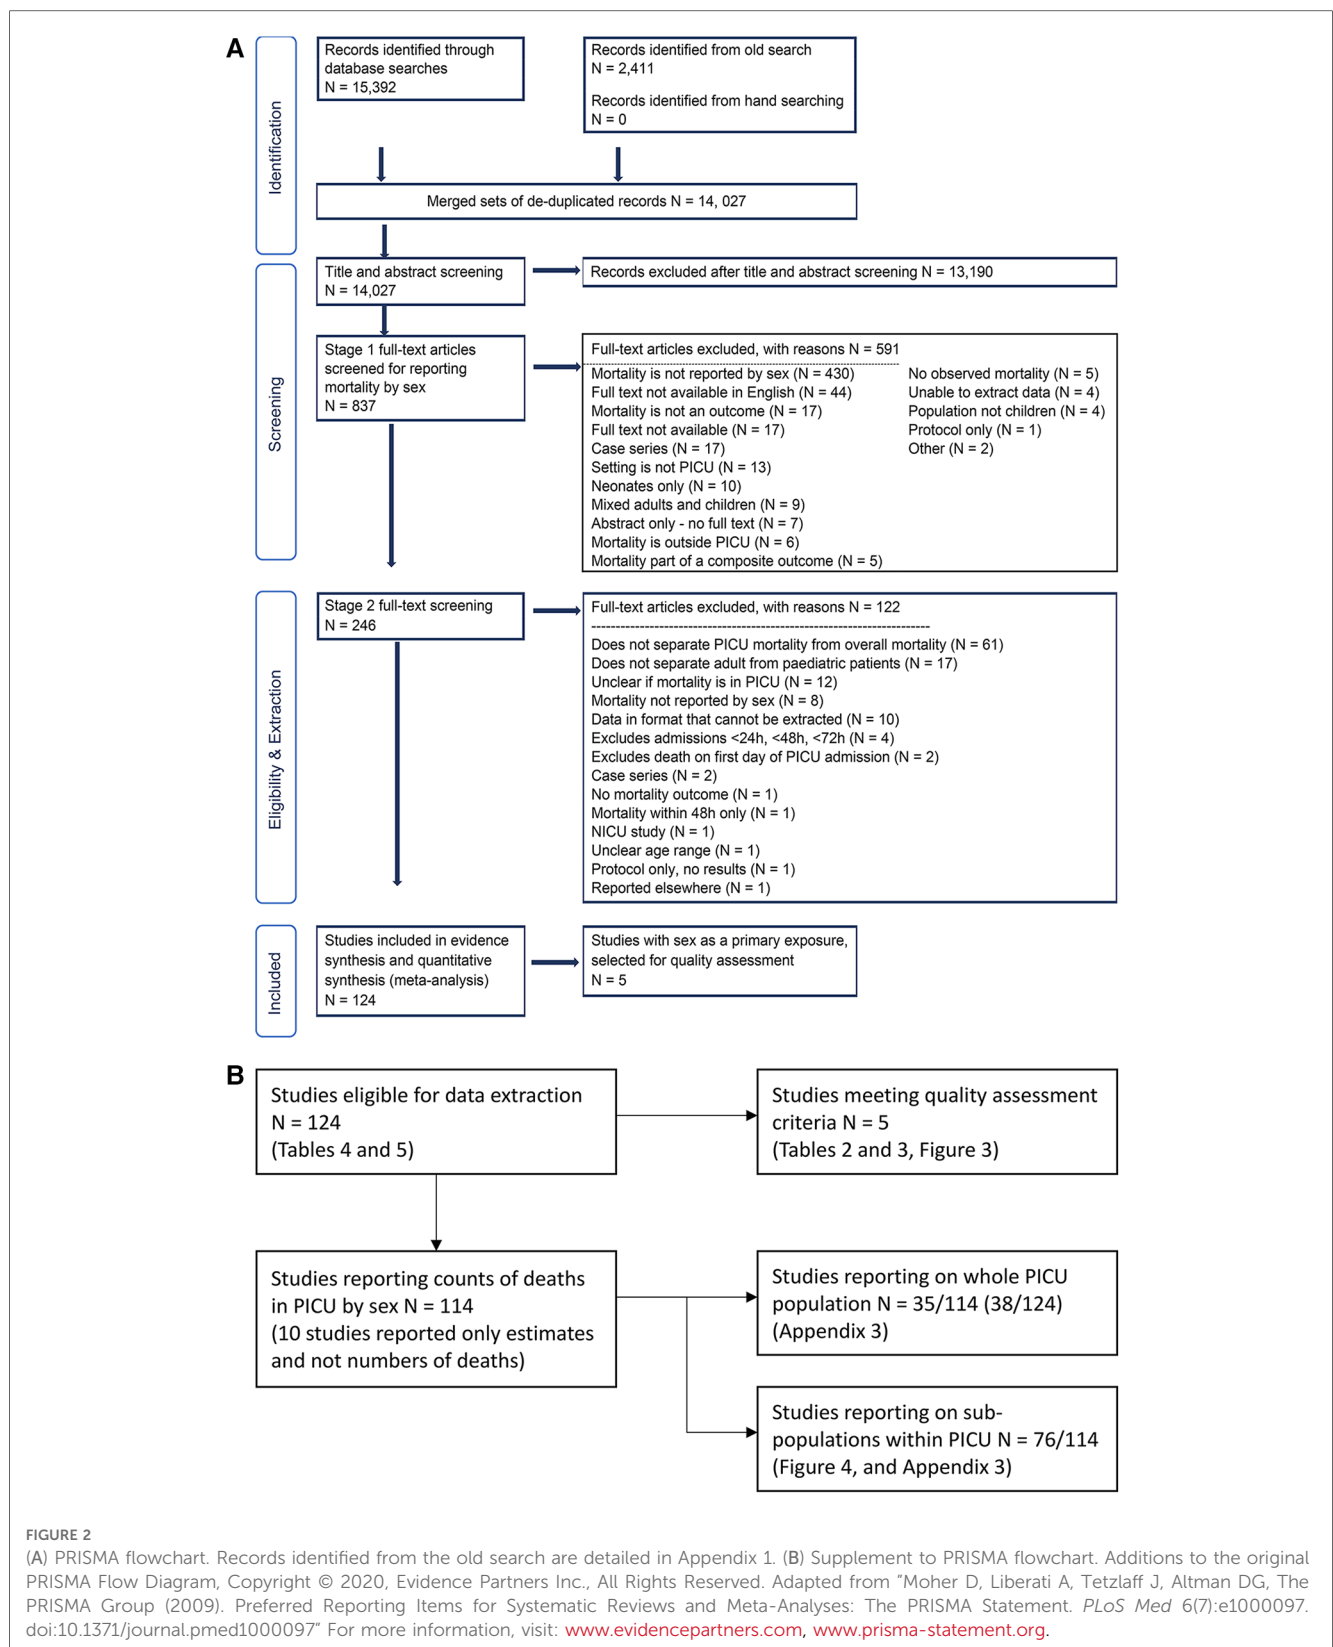 A
Identification
Records identified through
database searches
N = 15,392
Records identified from old search
N = 2,411
Records identified from hand searching
N = 0
Merged sets of de-duplicated records N = 14, 027
Screening
Title and abstract screening
N = 14,027
Records excluded after title and abstract screening N = 13,190
Stage 1 full-text articles
screened for reporting
mortality by sex
N = 837
Full-text articles excluded, with reasons N = 591
Mortality is not reported by sex (N = 430)
Full text not available in English (N = 44)
Mortality is not an outcome (N = 17)
Full text not available (N = 17)
Case series (N = 17)
Setting is not PICU (N = 13)
Neonates only (N = 10)
Mixed adults and children (N = 9)
Abstract only - no full text (N = 7)
Mortality is outside PICU (N = 6)
Mortality part of a composite outcome (N = 5)
No observed mortality (N = 5)
Unable to extract data (N = 4)
Population not children (N = 4)
Protocol only (N = 1)
Other (N = 2)
Eligibility & Extraction
Stage 2 full-text screening
N = 246
Full-text articles excluded, with reasons N = 122
Does not separate PICU mortality from overall mortality (N = 61)
Does not separate adult from paediatric patients (N = 17)
Unclear if mortality is in PICU (N = 12)
Mortality not reported by sex (N = 8)
Data in format that cannot be extracted (N = 10)
Excludes admissions <24h, <48h, <72h (N = 4)
Excludes death on first day of PICU admission (N = 2)
Case series (N = 2)
No mortality outcome (N = 1)
Mortality within 48h only (N = 1)
NICU study (N = 1)
Unclear age range (N = 1)
Protocol only, no results (N = 1)
Reported elsewhere (N = 1)
Included
Studies included in evidence
synthesis and quantitative
synthesis (meta-analysis)
N = 124
Studies with sex as a primary exposure,
selected for quality assessment
N = 5
B
Studies eligible for data extraction
N = 124
(Tables 4 and 5)
Studies meeting quality assessment
criteria N = 5
(Tables 2 and 3, Figure 3)
Studies reporting counts of deaths
in PICU by sex N = 114
(10 studies reported only estimates
and not numbers of deaths)
Studies reporting on whole PICU
population N = 35/114 (38/124)
(Appendix 3)
Studies reporting on sub-
populations within PICU N = 76/114
(Figure 4, and Appendix 3)
FIGURE 2
(A) PRISMA flowchart. Records identified from the old search are detailed in Appendix 1. (B) Supplement to PRISMA flowchart. Additions to the original
PRISMA Flow Diagram, Copyright © 2020, Evidence Partners Inc., All Rights Reserved. Adapted from "Moher D, Liberati A, Tetzlaff J, Altman DG, The
PRISMA Group (2009). Preferred Reporting Items for Systematic Reviews and Meta-Analyses: The PRISMA Statement. PLoS Med 6(7):e1000097.
doi:10.1371/journal.pmed1000097" For more information, visit: www.evidencepartners.com, www.prisma-statement.org.